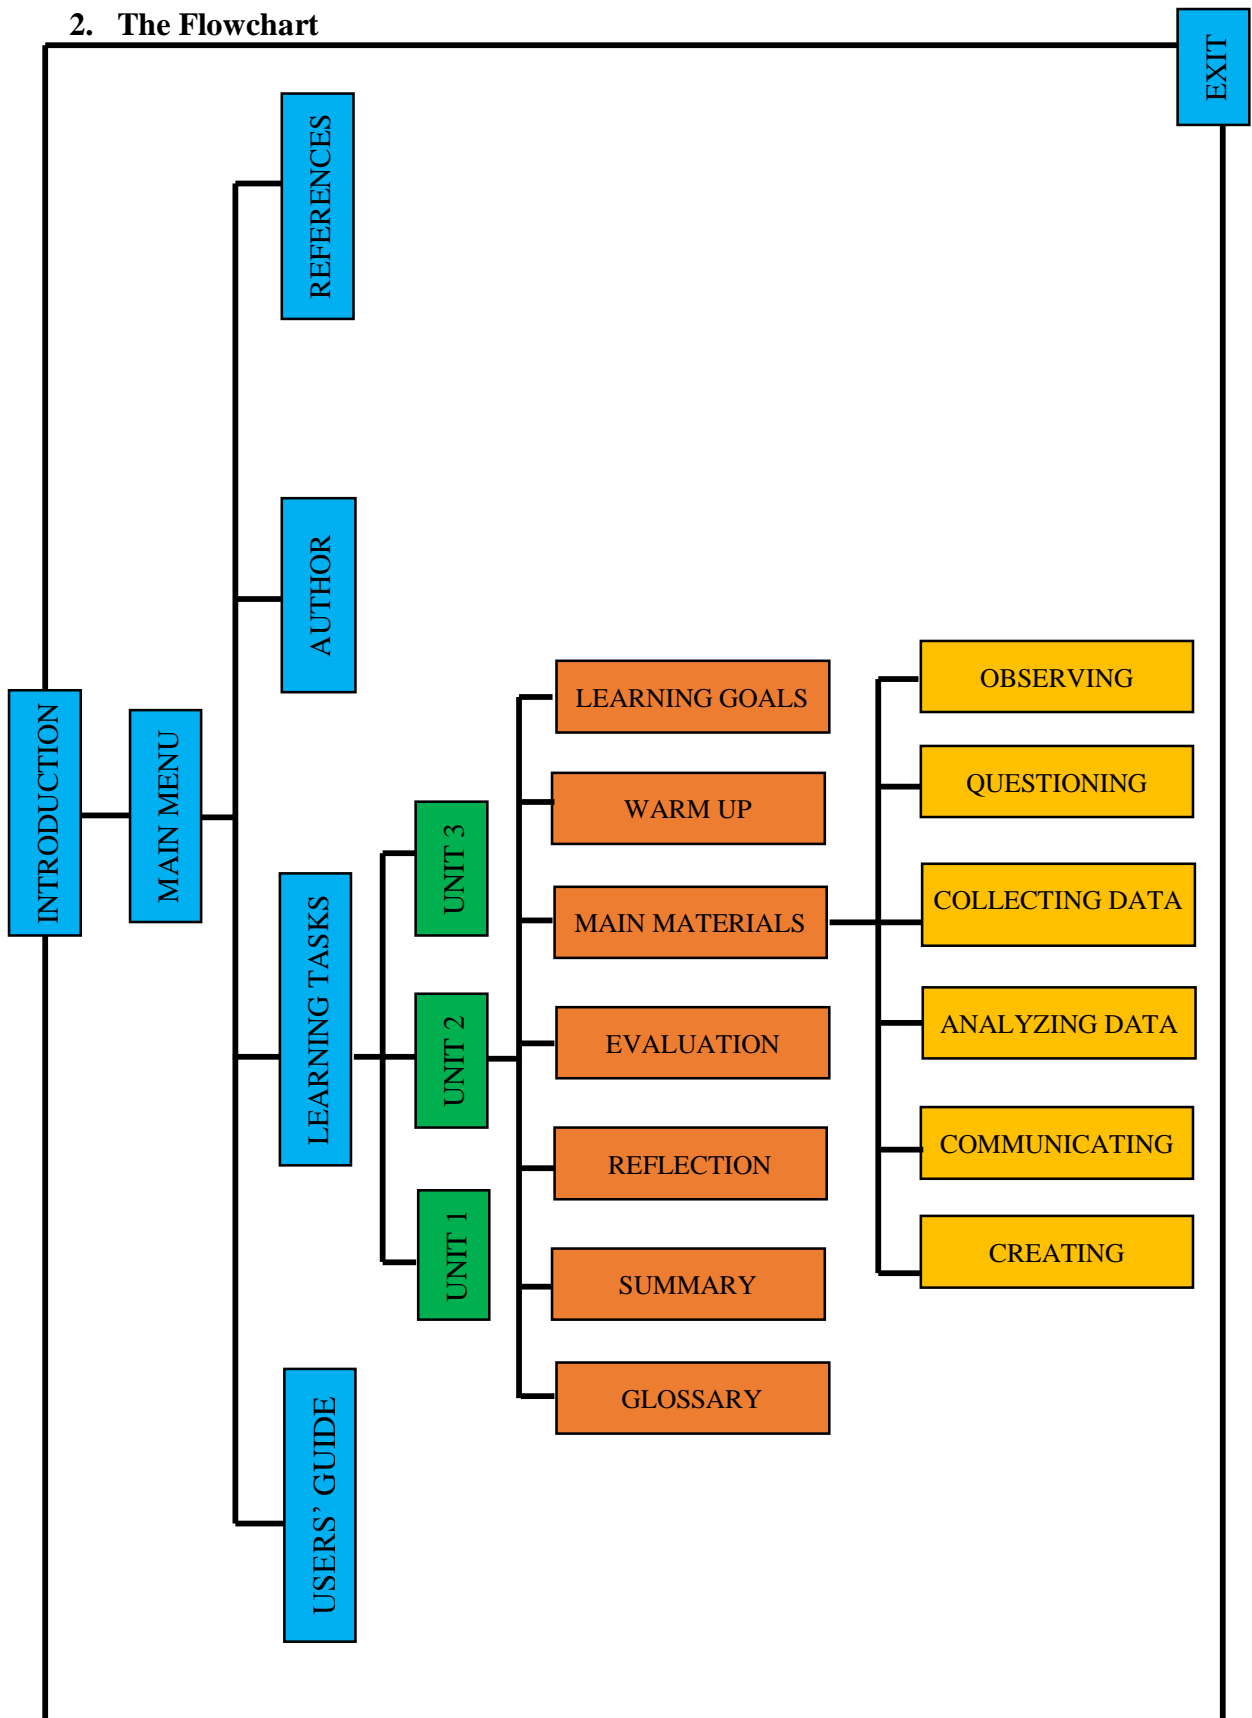 2. The Flowchart
EXIT
INTRODUCTION
MAIN MENU
REFERENCES
AUTHOR
LEARNING TASKS
USERS’ GUIDE
UNIT 3
UNIT 2
UNIT 1
LEARNING GOALS
WARM UP
MAIN MATERIALS
EVALUATION
REFLECTION
SUMMARY
GLOSSARY
OBSERVING
QUESTIONING
COLLECTING DATA
ANALYZING DATA
COMMUNICATING
CREATING